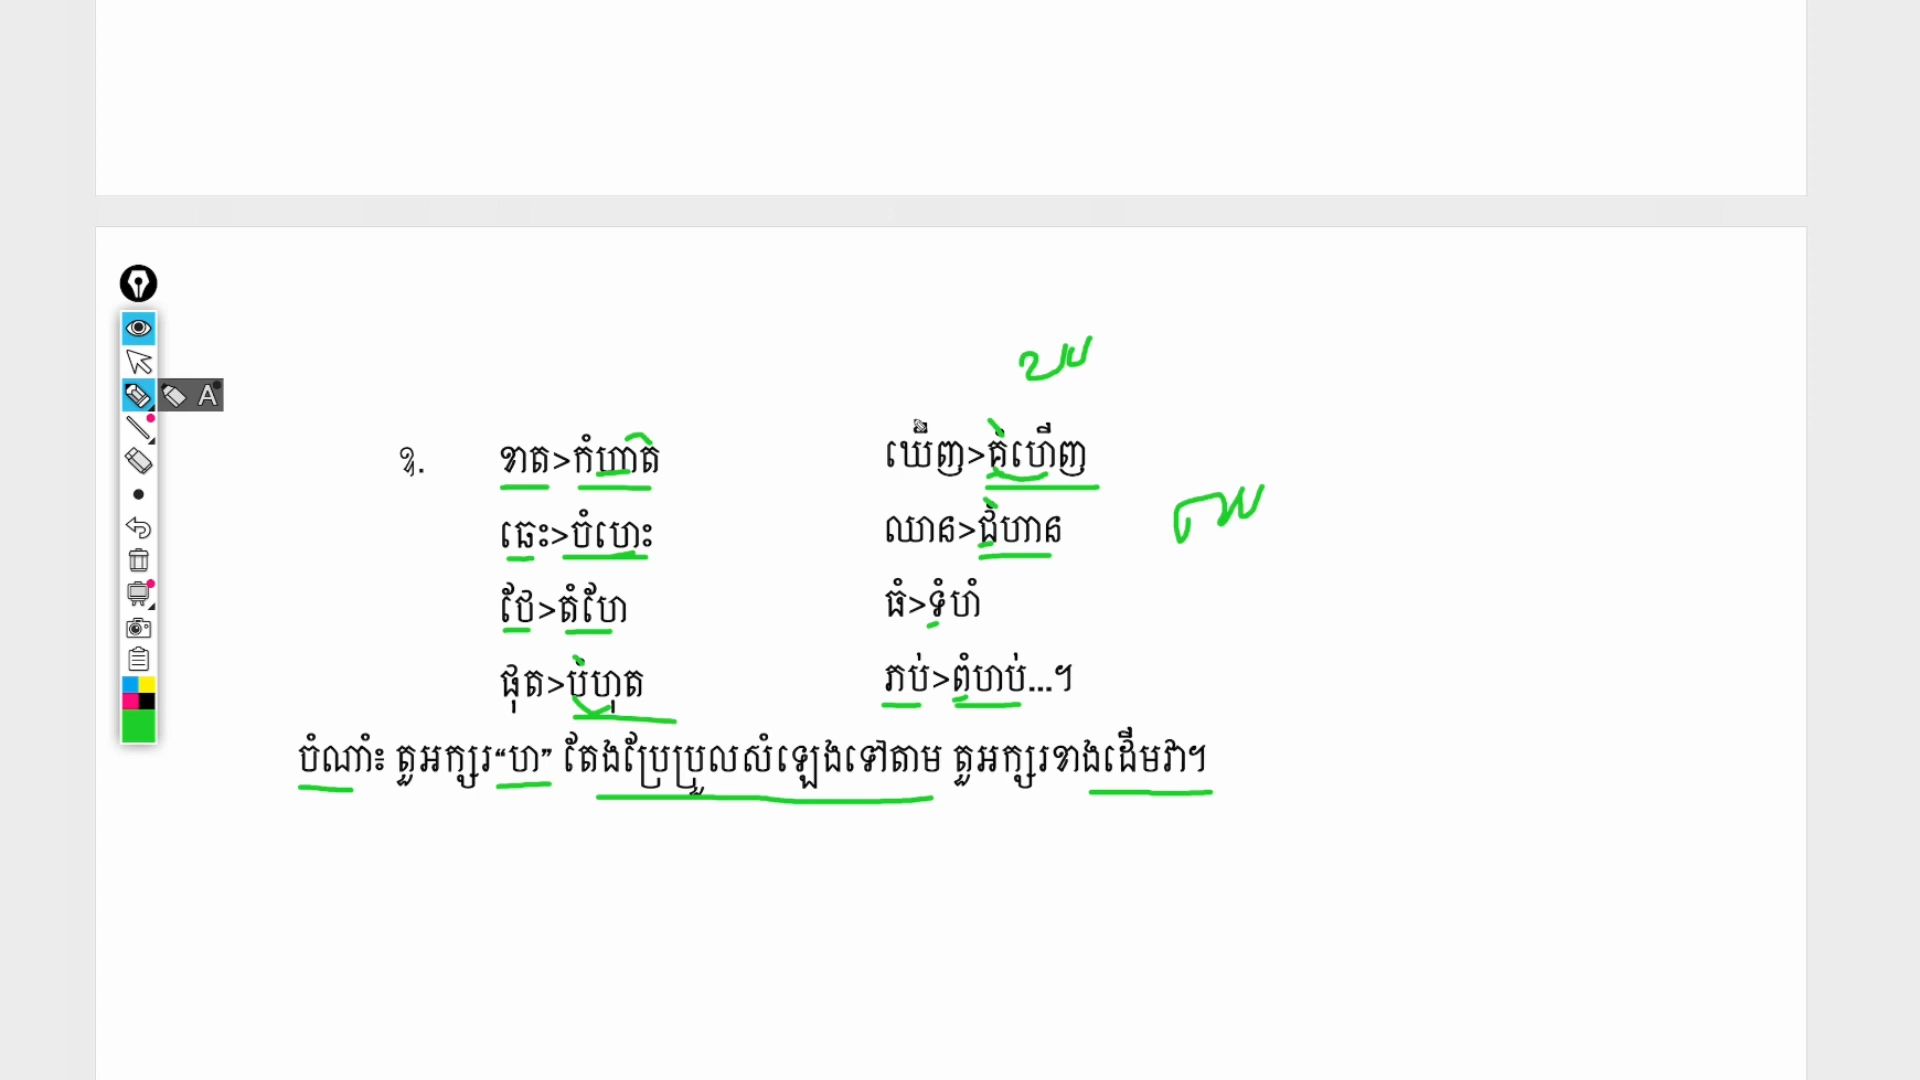 ឧ. ខាត>កំហាត ឃើញ>គំហើញ
ឆេះ>ចំហេះ ឈាន>ជំហាន
ថែ>តំហែ ធំ>ទំហំ
ផុត>បំហុត ភប់>ពំហប់...។
ចំណាំ៖ តួអក្សរ“ហ” តែងប្រែប្រួលសំឡេងទៅតាម តួអក្សរខាងដើមវា។